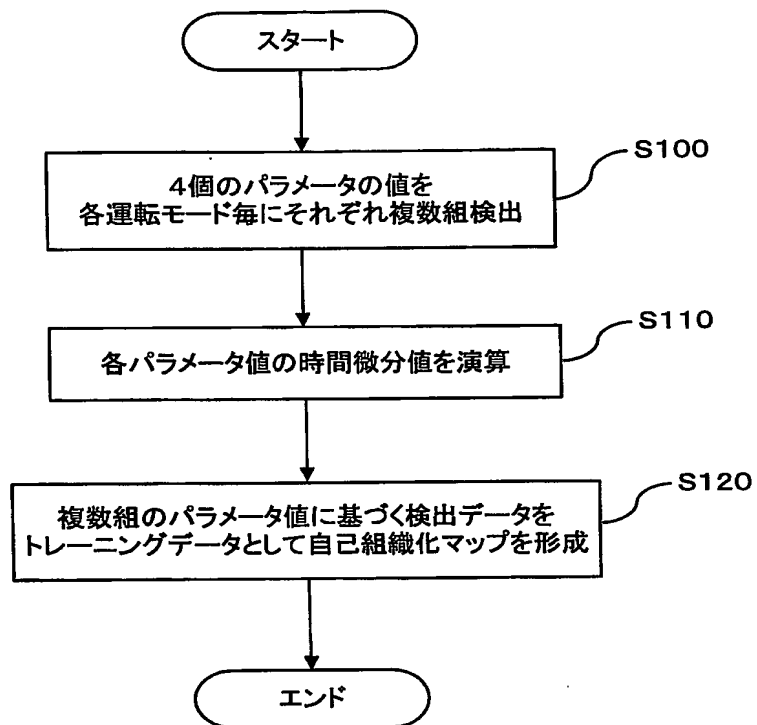 スタート
S100
４個のパラメータの値を
各運転モード毎にそれぞれ複数組検出
S110
各パラメータ値の時間微分値を演算
S120
複数組のパラメータ値に基づく検出データを
トレーニングデータとして自己組織化マップを形成
エンド